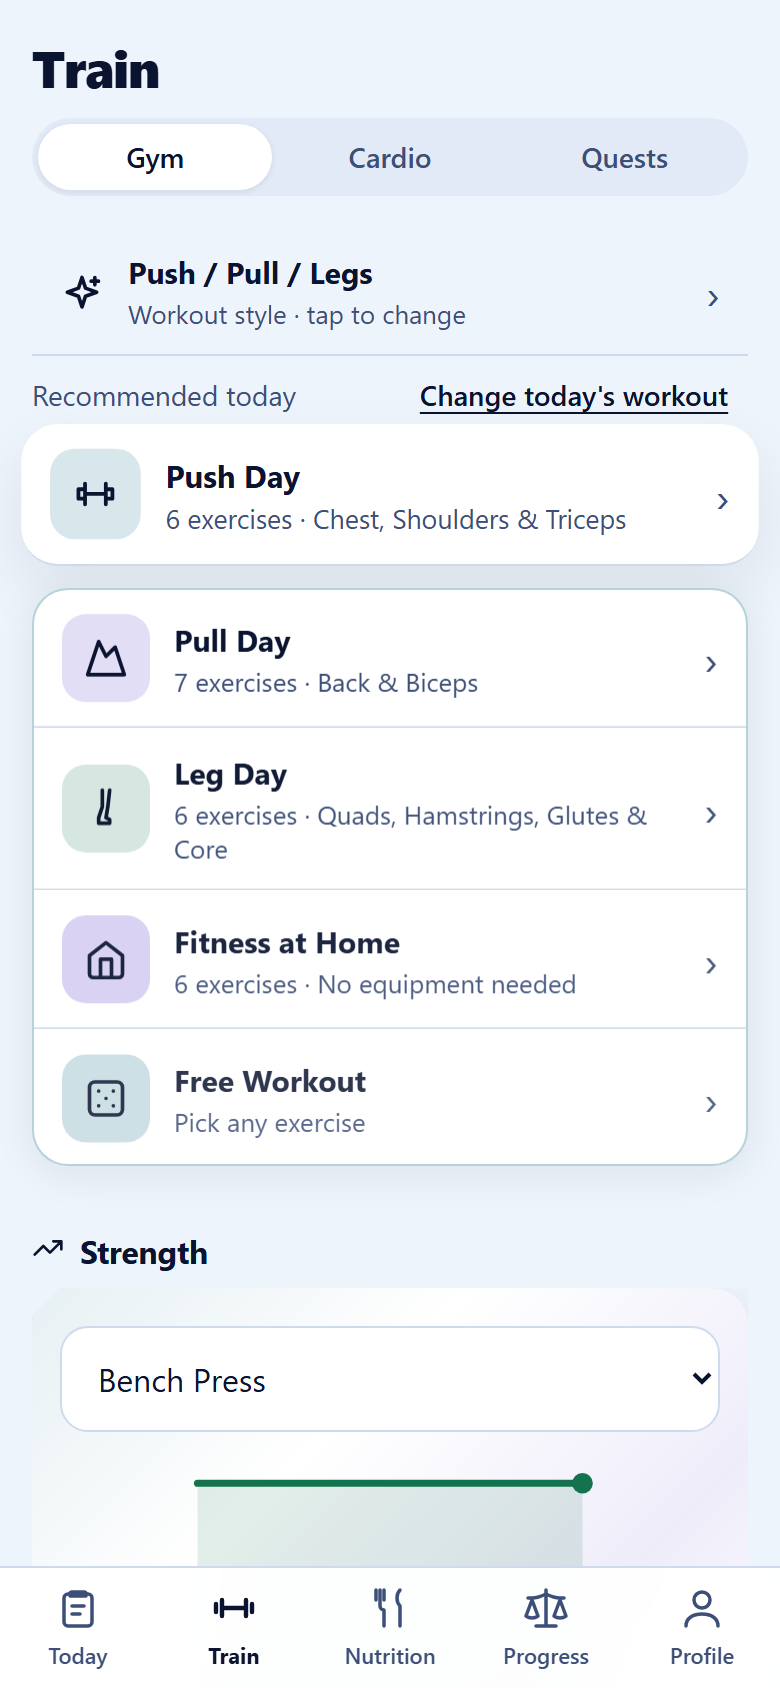 Train
Gym
Cardio
Quests
Push / Pull / Legs
Workout style · tap to change
Recommended today
Change today's workout
Push Day
6 exercises · Chest, Shoulders & Triceps
Pull Day
7 exercises · Back & Biceps
Leg Day
6 exercises · Quads, Hamstrings, Glutes &
Core
Fitness at Home
6 exercises · No equipment needed
Free Workout
Pick any exercise
Strength
Bench Press
Today
Train
Nutrition
Progress
Profile